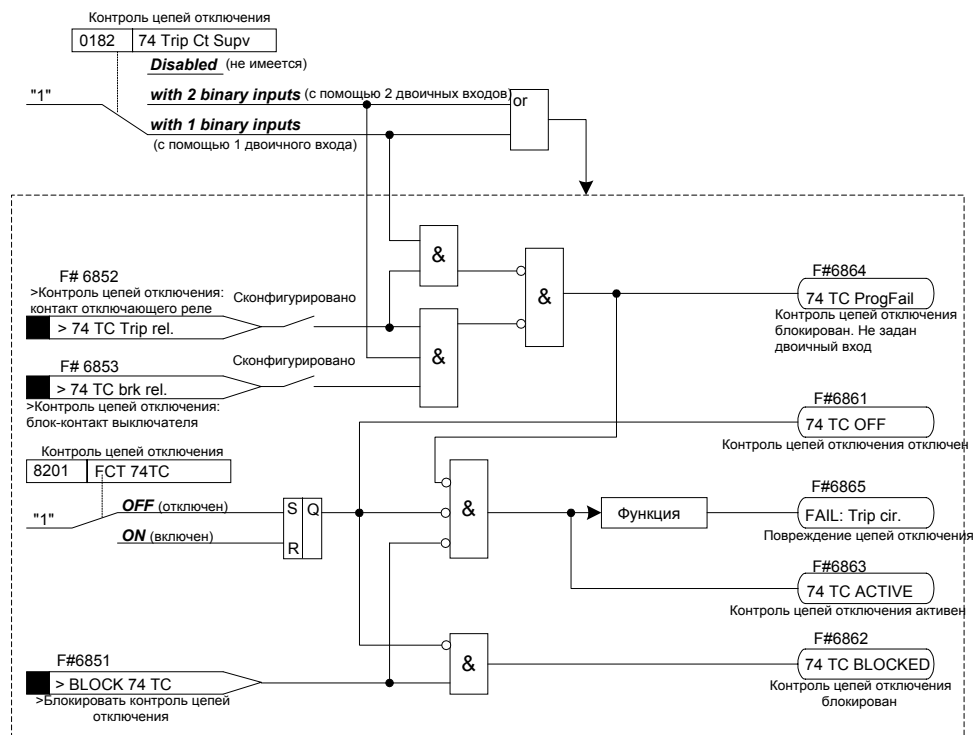 Контроль цепей отключения
0182 74 Trip Ct Supv
Disabled (не имеется)
"1"
with 2 binary inputs (с помощью 2 двоичных входов)
or
with 1 binary inputs
(с помощью 1 двоичного входа)
&
F# 6852
>Контроль цепей отключения:
контакт отключающего реле
Сконфигурировано
> 74 TC Trip rel.
&
F#6864
74 TC ProgFail
Контроль цепей отключения
блокирован. Не задан
двоичный вход
&
F# 6853
Сконфигурировано
> 74 TC brk rel.
>Контроль цепей отключения:
блок-контакт выключателя
F#6861
74 TC OFF
Контроль цепей отключения отключен
Контроль цепей отключения
8201 FCT 74TC
"1"
OFF (отключен)
ON (включен)
S Q
R
&
Функция
F#6865
FAIL: Trip cir.
Повреждение цепей отключения
F#6863
74 TC ACTIVE
Контроль цепей отключения активен
F#6851
> BLOCK 74 TC
>Блокировать контроль цепей
отключения
&
F#6862
74 TC BLOCKED
Контроль цепей отключения
блокирован